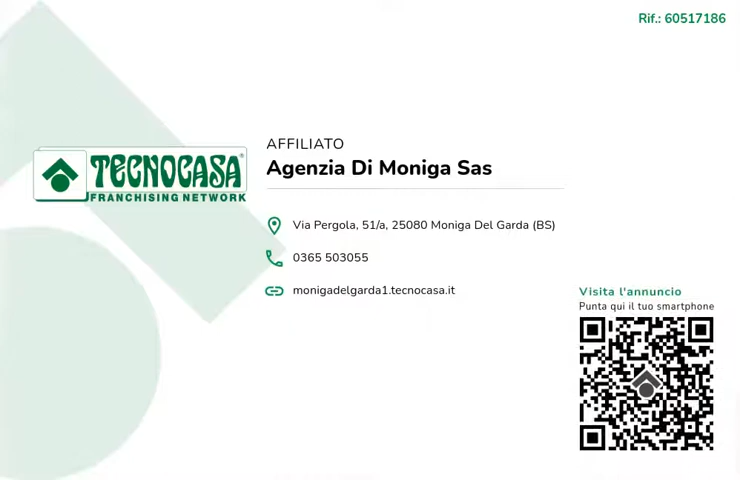 Rif.: 60517186
TECNOCASA®
FRANCHISING NETWORK
AFFILIATO
Agenzia Di Moniga Sas
Via Pergola, 51/a, 25080 Moniga Del Garda (BS)
0365 503055
monigadelgarda1.tecnocasa.it
Visita l'annuncio
Punta qui il tuo smartphone